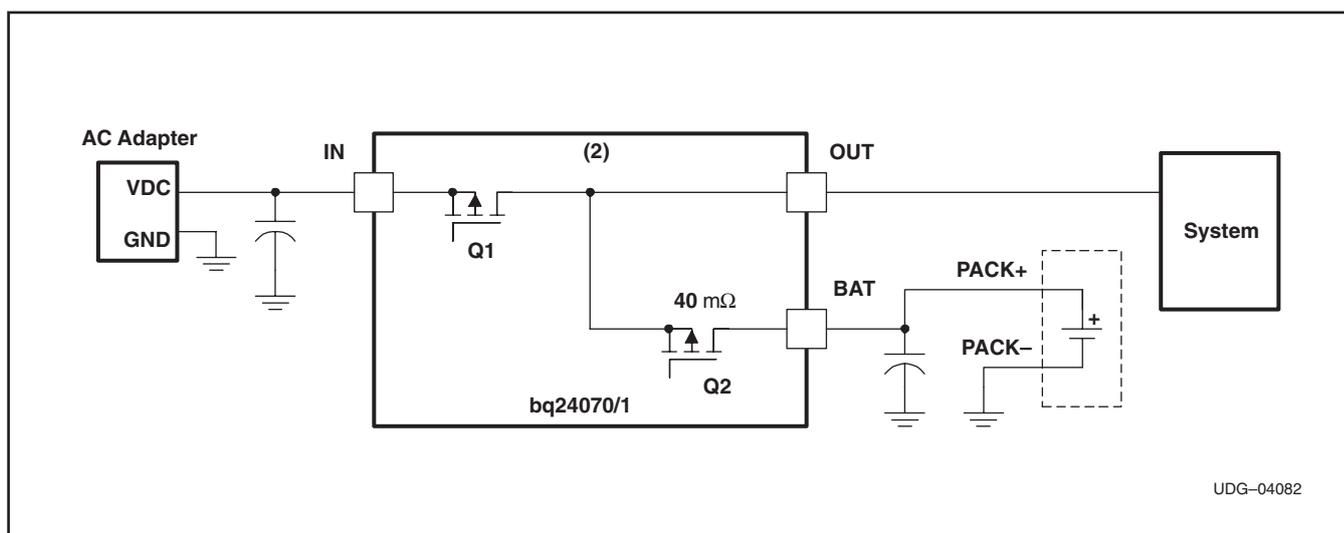 AC Adapter
VDC
GND
IN
(2)
OUT
Q1
System
40 mΩ
BAT
PACK+
+
PACK–
Q2
bq24070/1
UDG–04082